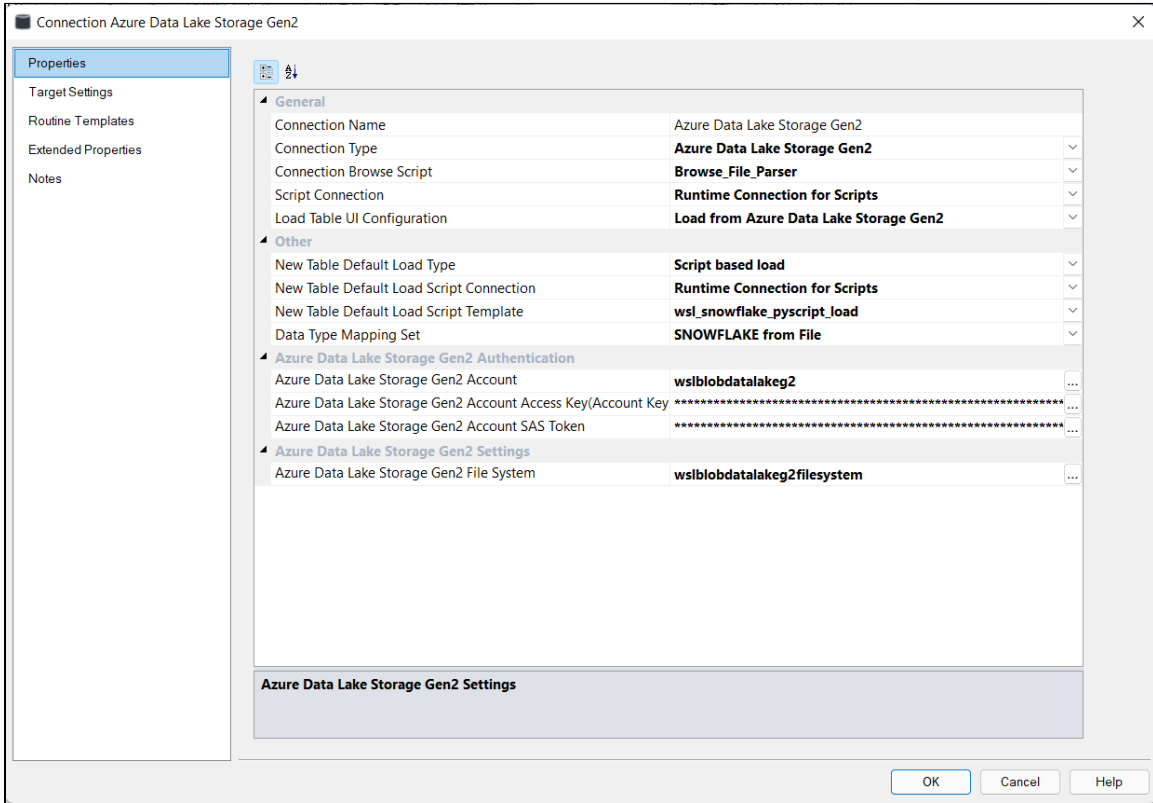 Connection Azure Data Lake Storage Gen2
Properties
Target Settings
Routine Templates
Extended Properties
Notes
General
Connection Name Azure Data Lake Storage Gen2
Connection Type Azure Data Lake Storage Gen2
Connection Browse Script Browse_File_Parser
Script Connection Runtime Connection for Scripts
Load Table UI Configuration Load from Azure Data Lake Storage Gen2
Other
New Table Default Load Type Script based load
New Table Default Load Script Connection Runtime Connection for Scripts
New Table Default Load Script Template wsl_snowflake_pyscript_load
Data Type Mapping Set SNOWFLAKE from File
Azure Data Lake Storage Gen2 Authentication
Azure Data Lake Storage Gen2 Account wslblobdatalakeg2 ...
Azure Data Lake Storage Gen2 Account Access Key(Account Key ************************************************************ ...
Azure Data Lake Storage Gen2 Account SAS Token ************************************************************ ...
Azure Data Lake Storage Gen2 Settings
Azure Data Lake Storage Gen2 File System wslblobdatalakeg2filesystem ...
Azure Data Lake Storage Gen2 Settings
OK Cancel Help